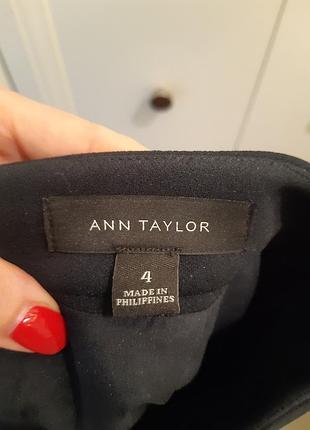 ANN TAYLOR
4
MADE IN
PHILIPPINES